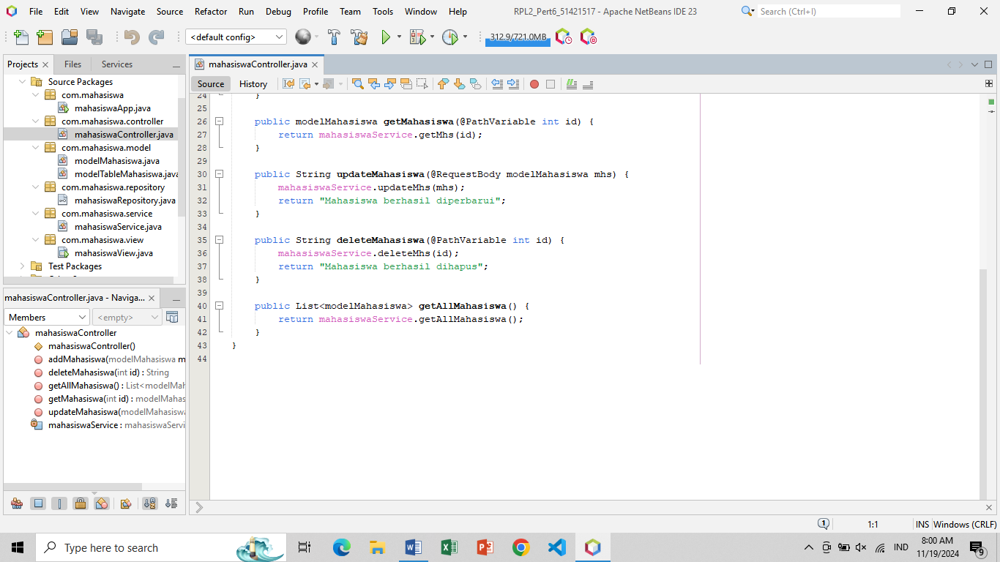 File Edit View Navigate Source Refactor Run Debug Profile Team Tools Window Help RPL2_Pert6_51421517 - Apache NetBeans IDE 23 Search (Ctrl+I)
<default config> 312.9/721.0MB
Projects Files Services mahasiswaController.java
Source History
Source Packages
com.mahasiswa
mahasiswaApp.java
com.mahasiswa.controller
mahasiswaController.java
com.mahasiswa.model
modelMahasiswa.java
modelTableMahasiswa.java
com.mahasiswa.repository
mahasiswaRepository.java
com.mahasiswa.service
mahasiswaService.java
com.mahasiswa.view
mahasiswaView.java
Test Packages
mahasiswaController.java - Naviga...
Members <empty>
mahasiswaController
mahasiswaController()
addMahasiswa(modelMahasiswa m
deleteMahasiswa(int id) : String
getAllMahasiswa() : List<modelMah
getMahasiswa(int id) : modelMahas
updateMahasiswa(modelMahasiswa
mahasiswaService : mahasiswaServi
24 }
25
26 public modelMahasiswa getMahasiswa(@PathVariable int id) {
27 return mahasiswaService.getMhs(id);
28 }
29
30 public String updateMahasiswa(@RequestBody modelMahasiswa mhs) {
31 mahasiswaService.updateMhs(mhs);
32 return "Mahasiswa berhasil diperbarui";
33 }
34
35 public String deleteMahasiswa(@PathVariable int id) {
36 mahasiswaService.deleteMhs(id);
37 return "Mahasiswa berhasil dihapus";
38 }
39
40 public List<modelMahasiswa> getAllMahasiswa() {
41 return mahasiswaService.getAllMahasiswa();
42 }
43 }
44
1 1:1 INS Windows (CRLF)
Type here to search IND 8:00 AM
11/19/2024 9